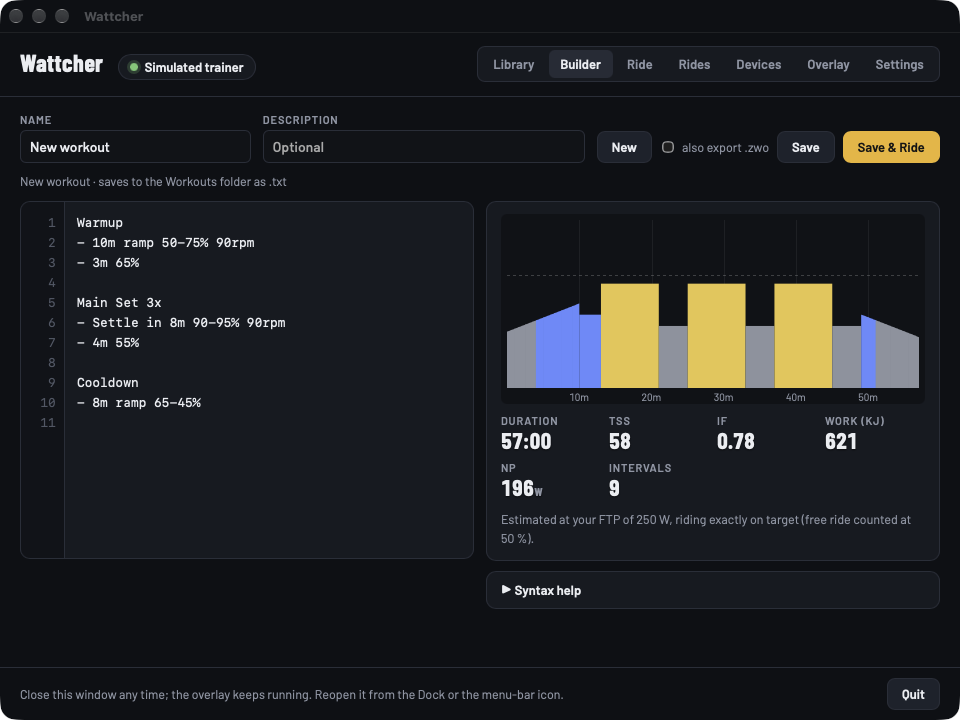 Wattcher
Wattcher
Simulated trainer
Library
Builder
Ride
Rides
Devices
Overlay
Settings
NAME
DESCRIPTION
New workout
Optional
New
also export .zwo
Save
Save & Ride
New workout · saves to the Workouts folder as .txt
1 Warmup
2 - 10m ramp 50-75% 90rpm
3 - 3m 65%
4
5 Main Set 3x
6 - Settle in 8m 90-95% 90rpm
7 - 4m 55%
8
9 Cooldown
10 - 8m ramp 65-45%
11
10m 20m 30m 40m 50m
DURATION TSS IF WORK (KJ)
57:00 58 0.78 621
NP INTERVALS
196W 9
Estimated at your FTP of 250 W, riding exactly on target (free ride counted at
50 %).
▶ Syntax help
Close this window any time; the overlay keeps running. Reopen it from the Dock or the menu-bar icon.
Quit